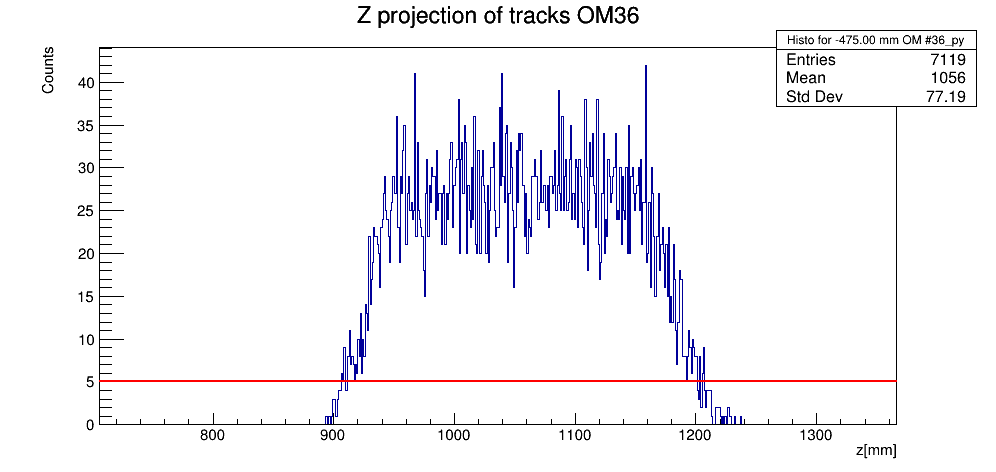 Z projection of tracks OM36
Histo for -475.00 mm OM #36_py
Entries 7119
Mean 1056
Std Dev 77.19
Counts
40
35
30
25
20
15
10
5
0
800 900 1000 1100 1200 1300
z[mm]